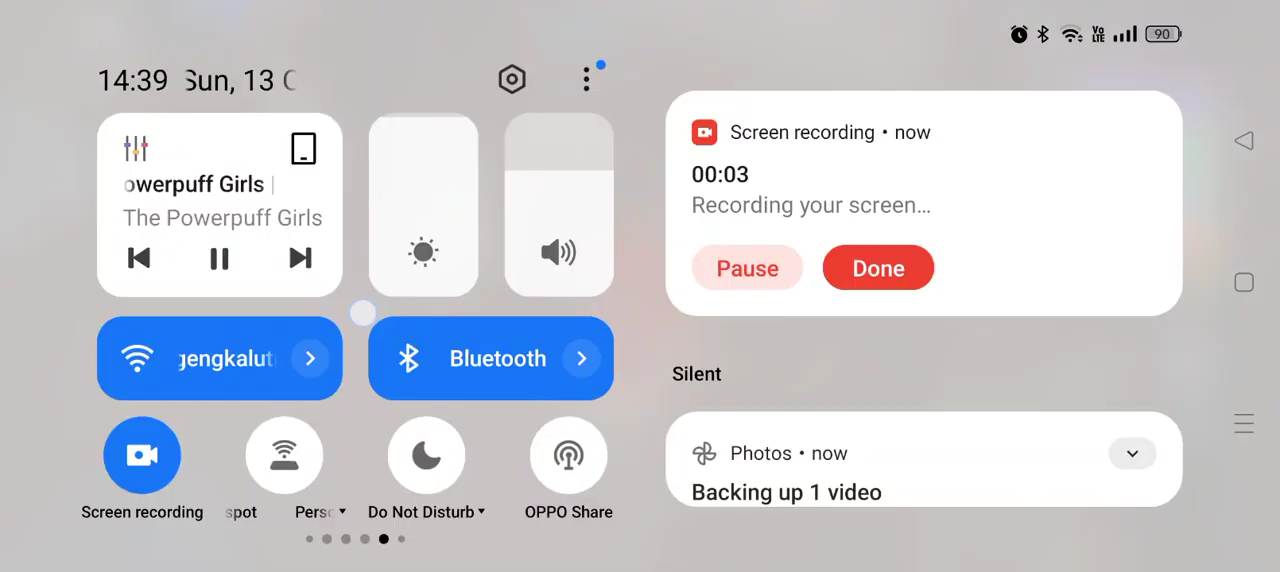 90
14:39 Sun, 13
owerpuff Girls |
The Powerpuff Girls
gengkalut
Bluetooth
Screen recording
spot
Perso
Do Not Disturb
OPPO Share
Screen recording • now
00:03
Recording your screen...
Pause
Done
Silent
Photos • now
Backing up 1 video